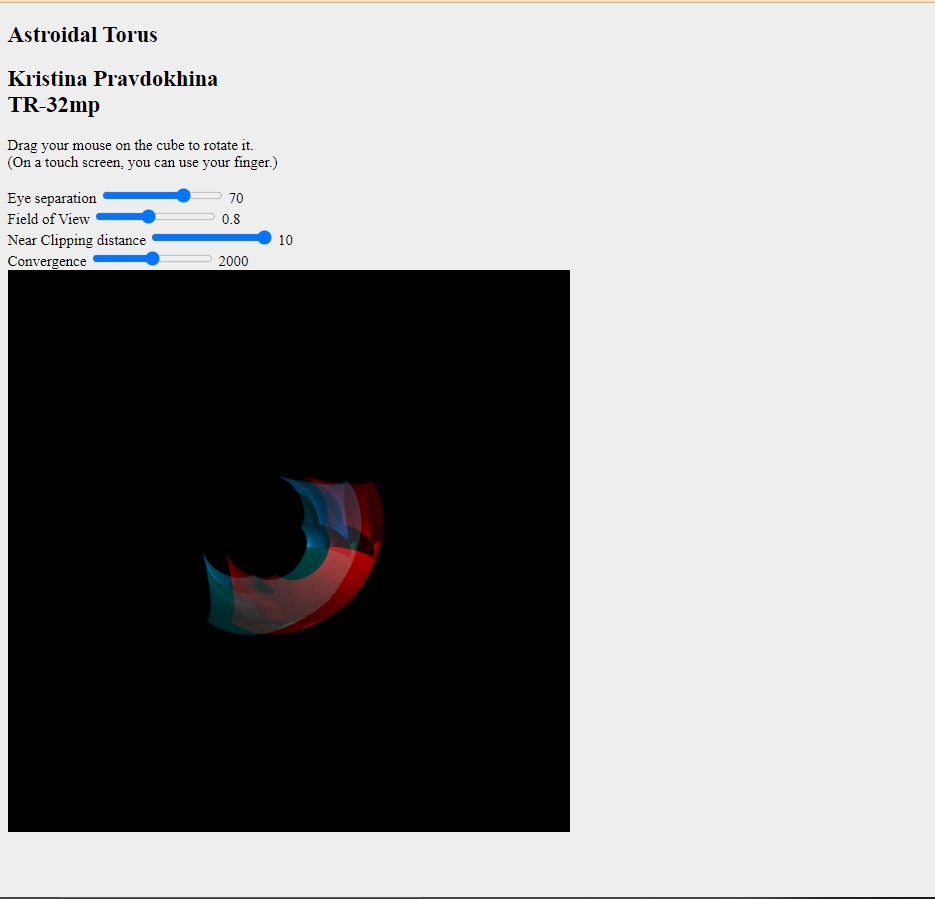 Astroidal Torus
Kristina Pravdokhina
TR-32mp
Drag your mouse on the cube to rotate it.
(On a touch screen, you can use your finger.)
Eye separation 70
Field of View 0.8
Near Clipping distance 10
Convergence 2000